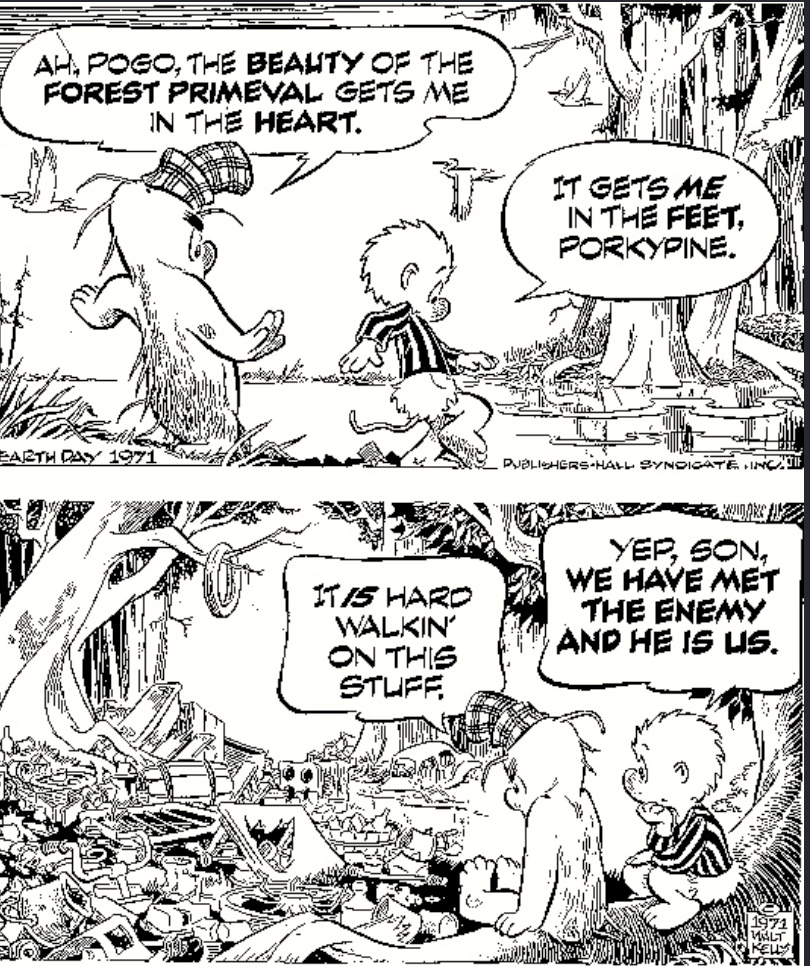 AH, POGO, THE BEAUTY OF THE
FOREST PRIMEVAL GETS ME
IN THE HEART.
IT GETS ME
IN THE FEET,
PORKYPINE.
EARTH DAY 1971
PUBLISHERS-HALL SYNDICATE, INC.
IT IS HARD
WALKIN'
ON THIS
STUFF.
YEP, SON,
WE HAVE MET
THE ENEMY
AND HE IS US.
©
1971
WALT
KELLY